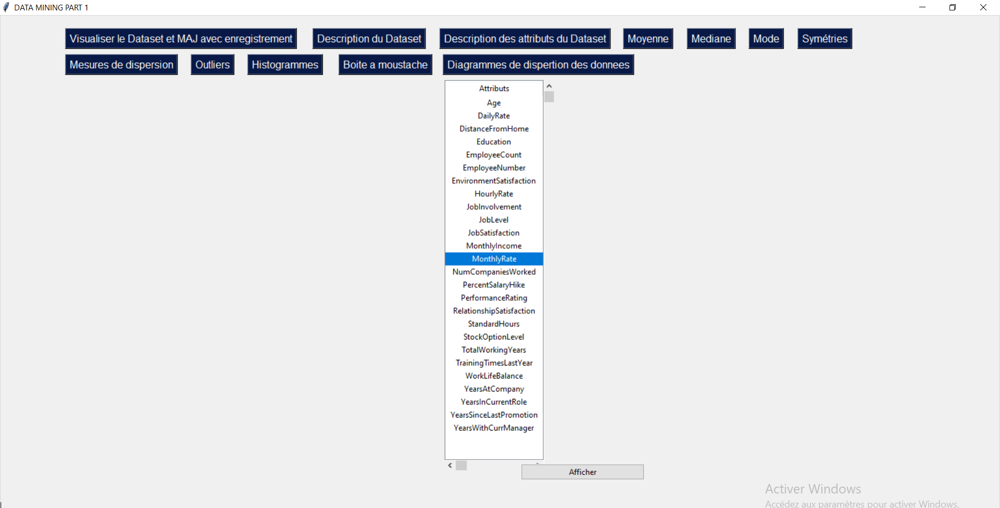 DATA MINING PART 1
Visualiser le Dataset et MAJ avec enregistrement Description du Dataset Description des attributs du Dataset Moyenne Mediane Mode Symétries
Mesures de dispersion Outliers Histogrammes Boite a moustache Diagrammes de dispertion des donnees
Attributs
Age
DailyRate
DistanceFromHome
Education
EmployeeCount
EmployeeNumber
EnvironmentSatisfaction
HourlyRate
JobInvolvement
JobLevel
JobSatisfaction
MonthlyIncome
MonthlyRate
NumCompaniesWorked
PercentSalaryHike
PerformanceRating
RelationshipSatisfaction
StandardHours
StockOptionLevel
TotalWorkingYears
TrainingTimesLastYear
WorkLifeBalance
YearsAtCompany
YearsInCurrentRole
YearsSinceLastPromotion
YearsWithCurrManager
Afficher
Activer Windows
Accédez aux paramètres pour activer Windows.